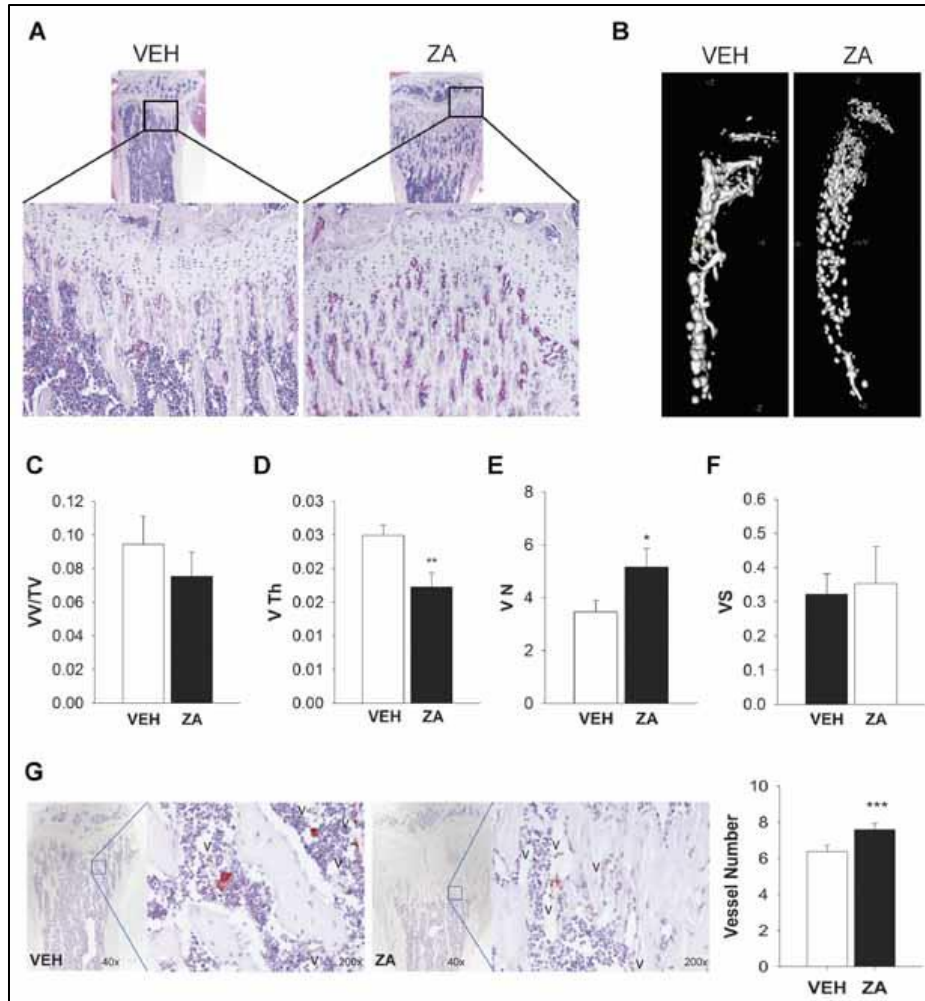 A
VEH
ZA
B
VEH
ZA
C
VV/TV
0.12
0.10
0.08
0.06
0.04
0.02
0.00
VEH ZA
D
V Th
0.03
0.03
0.02
0.02
0.01
0.01
0.00
**
VEH ZA
E
V N
8
6
4
2
0
*
VEH ZA
F
VS
0.6
0.5
0.4
0.3
0.2
0.1
0.0
VEH ZA
G
V
V
V
V
V
VEH
40x
200x
V
V
V
V
V
ZA
40x
200x
Vessel Number
10
8
6
4
2
0
***
VEH ZA